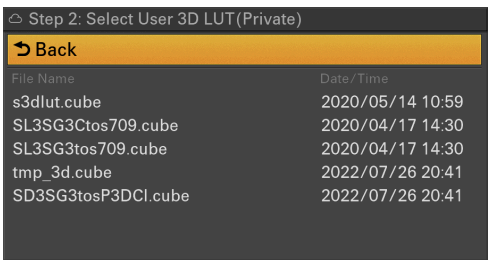 Step 2: Select User 3D LUT(Private)
Back
File Name Date/Time
s3dlut.cube 2020/05/14 10:59
SL3SG3Ctos709.cube 2020/04/17 14:30
SL3SG3tos709.cube 2020/04/17 14:30
tmp_3d.cube 2022/07/26 20:41
SD3SG3tosP3DCI.cube 2022/07/26 20:41